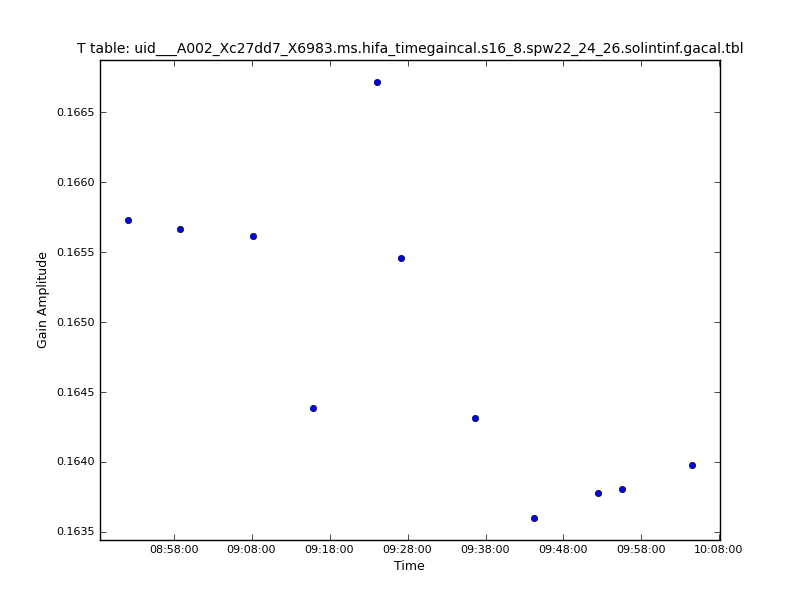 T table: uid___A002_Xc27dd7_X6983.ms.hifa_timegaincal.s16_8.spw22_24_26.solintinf.gacal.tbl
0.1665
0.1660
0.1655
0.1650
0.1645
0.1640
0.1635
Gain Amplitude
08:58:00 09:08:00 09:18:00 09:28:00 09:38:00 09:48:00 09:58:00 10:08:00
Time